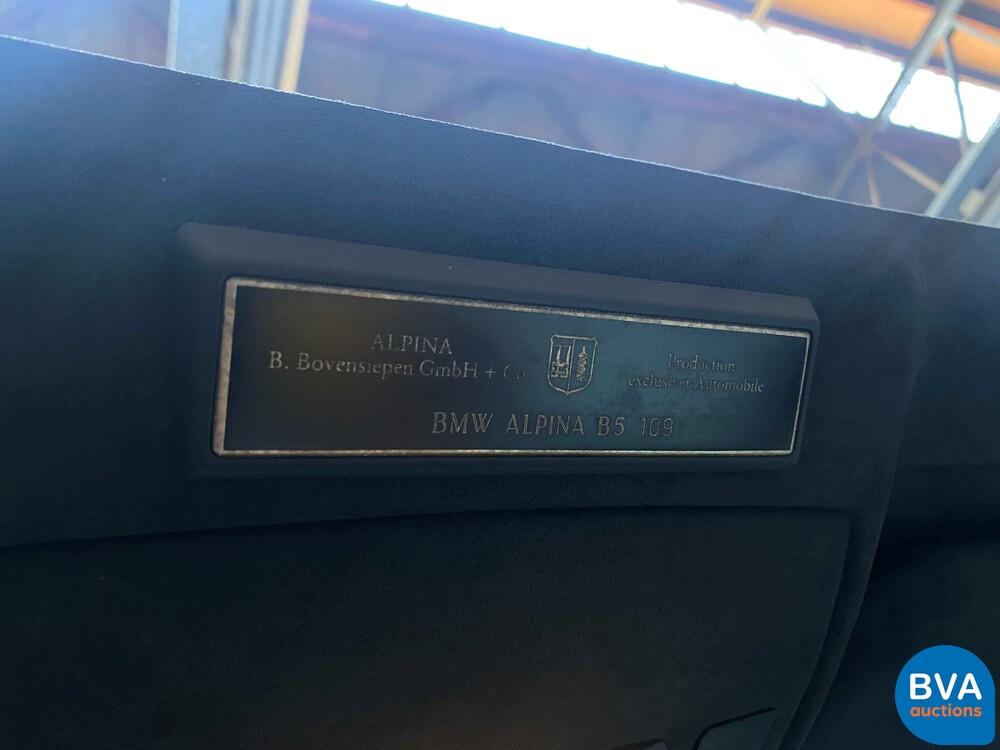 ALPINA
B. Bovensiepen GmbH + Co
Production
exclusiver Automobile
BMW ALPINA B5 109
BVA
auctions